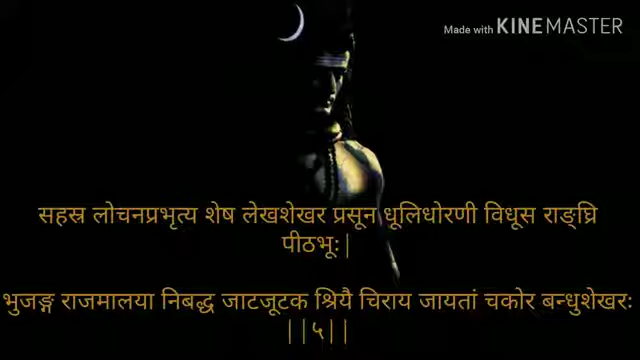 Made with KINEMASTER
सहस्र लोचनप्रभृत्य शेष लेखशेखर प्रसून धूलिधोरणी विधूस राङ्घ्रि
पीठभूः|
भुजङ्ग राजमालया निबद्ध जाटजूटक श्रियै चिराय जायतां चकोर बन्धुशेखरः
||५||